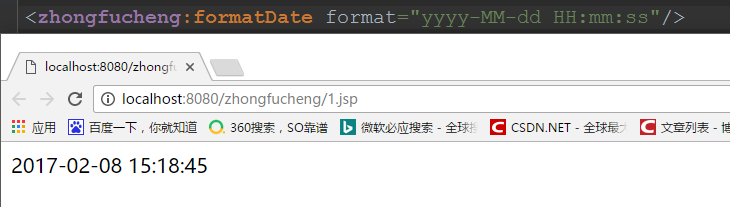 <zhongfucheng:formatDate format="yyyy-MM-dd HH:mm:ss"/>
localhost:8080/zhongfu
localhost:8080/zhongfucheng/1.jsp
应用 百度一下，你就知道 360搜索，SO靠谱 微软必应搜索 - 全球搜 CSDN.NET - 全球最大 文章列表 - 博
2017-02-08 15:18:45